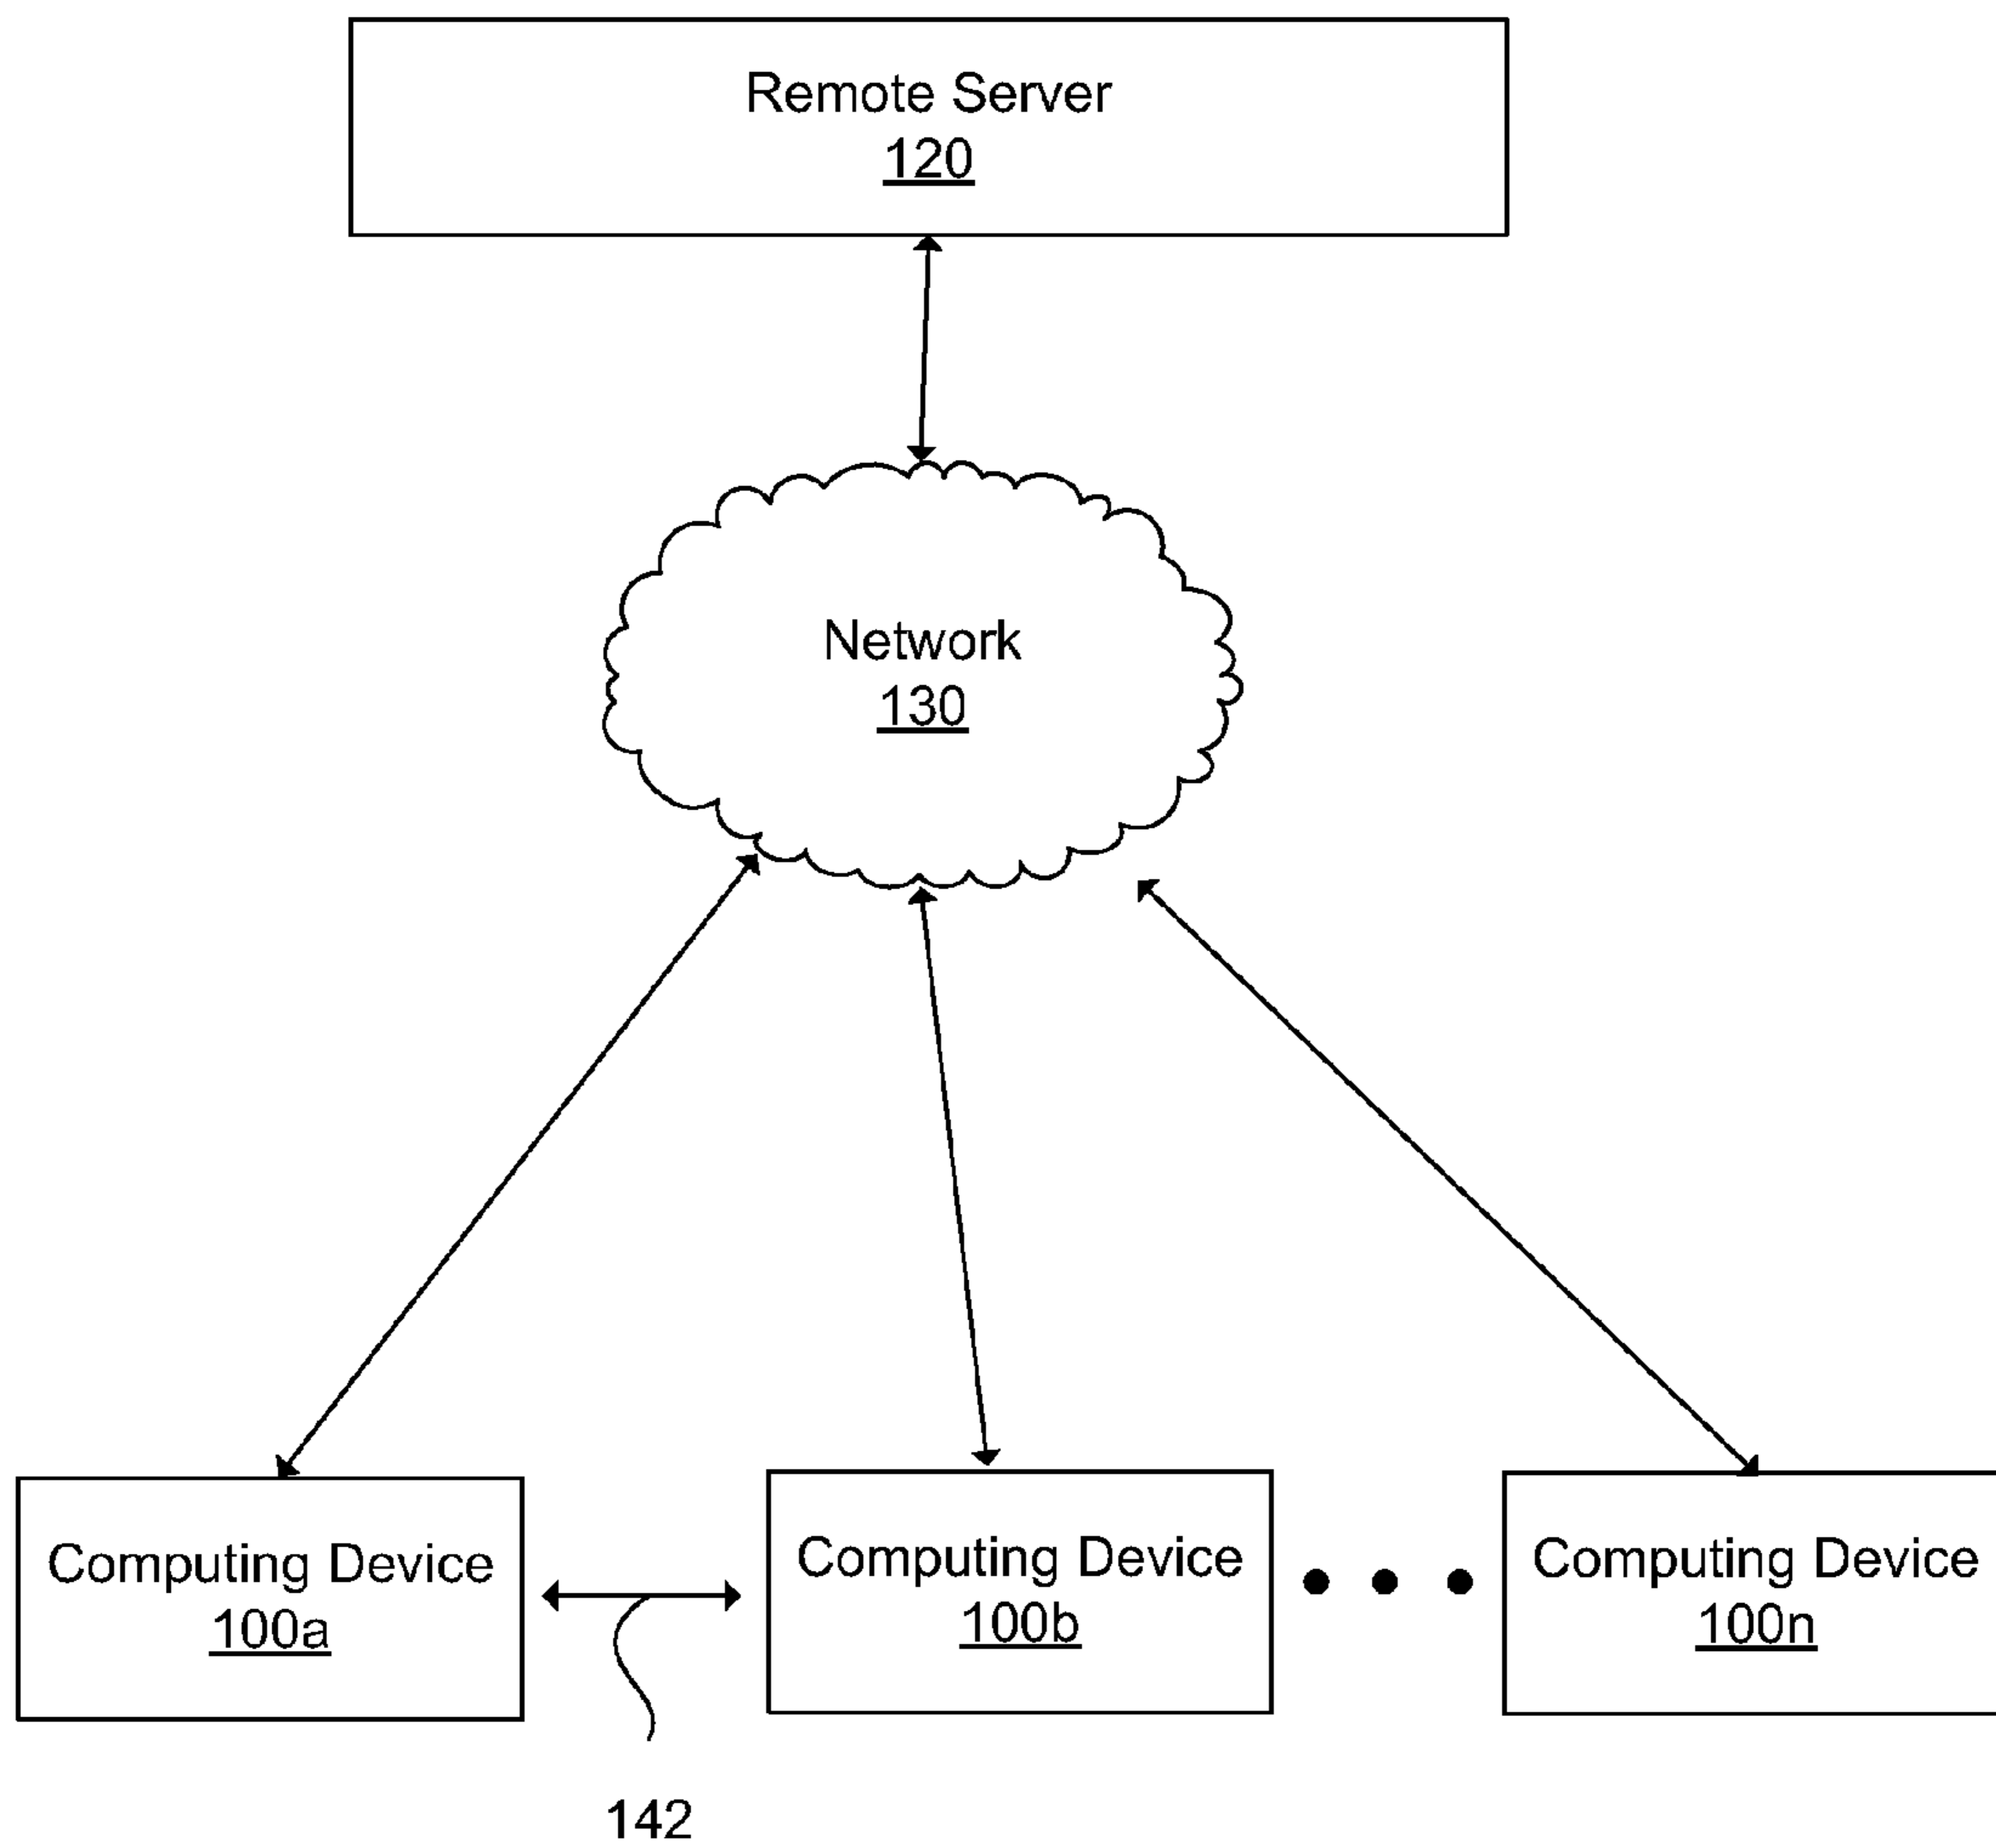 Remote Server
120
Network
130
Computing Device
100a
Computing Device
100b
Computing Device
100n
142